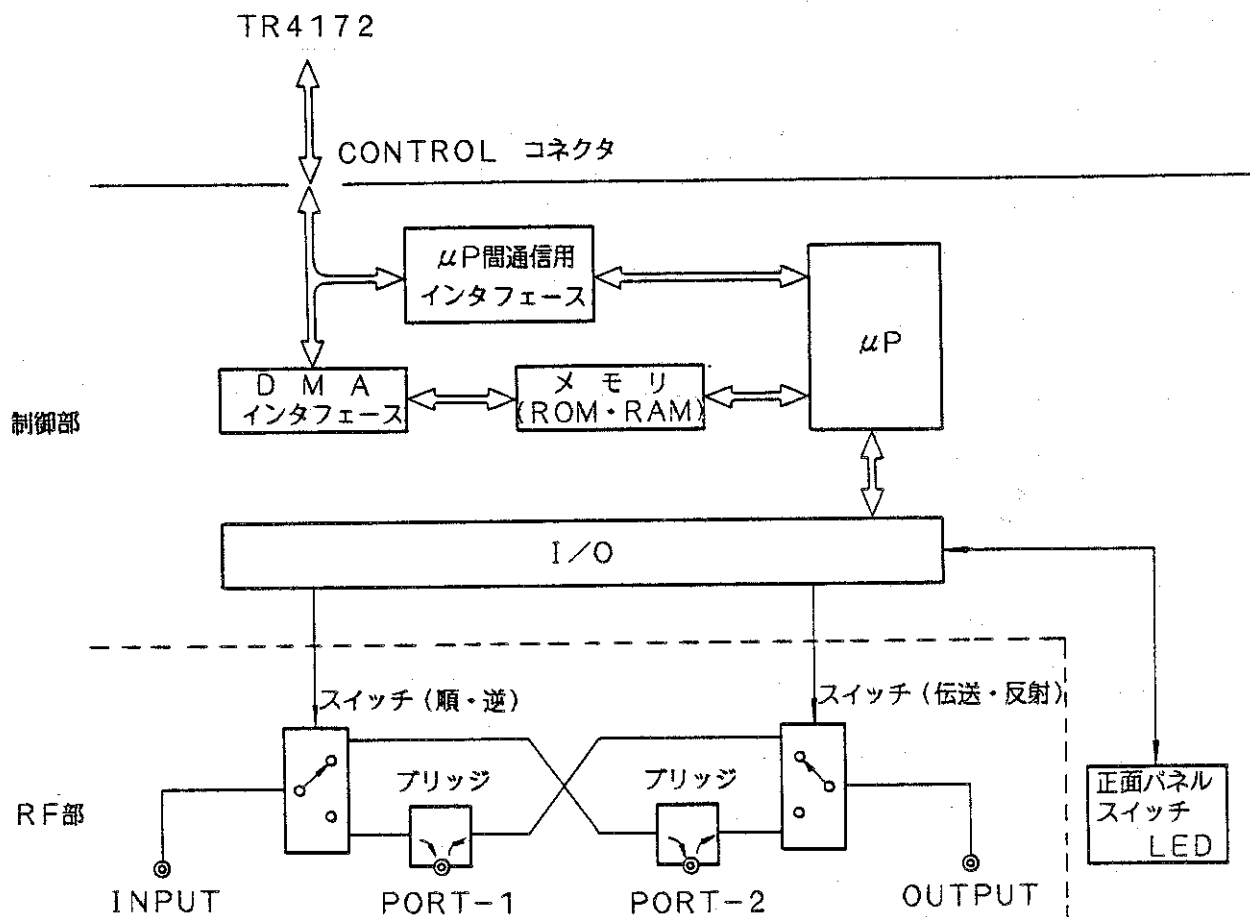 TR4172
CONTROL コネクタ
μP間通信用
インタフェース
μP
DMA
インタフェース
メモリ
(ROM・RAM)
制御部
I/O
スイッチ(順・逆)
スイッチ(伝送・反射)
ブリッジ
ブリッジ
RF部
正面パネル
スイッチ
LED
INPUT
PORT-1
PORT-2
OUTPUT